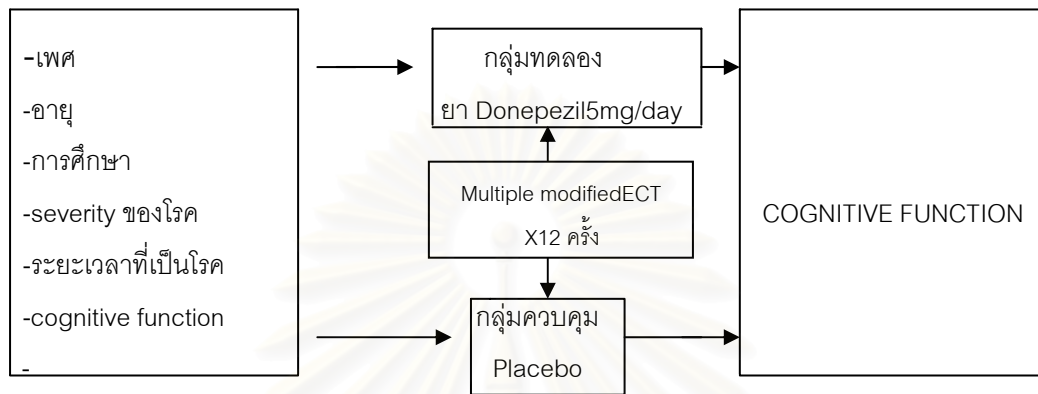 -เพศ
-อายุ
-การศึกษา
-severity ของโรค
-ระยะเวลาที่เป็นโรค
-cognitive function
-
กลุ่มทดลอง
ยา Donepezil5mg/day
Multiple modifiedECT
X12 ครั้ง
กลุ่มควบคุม
Placebo
COGNITIVE FUNCTION